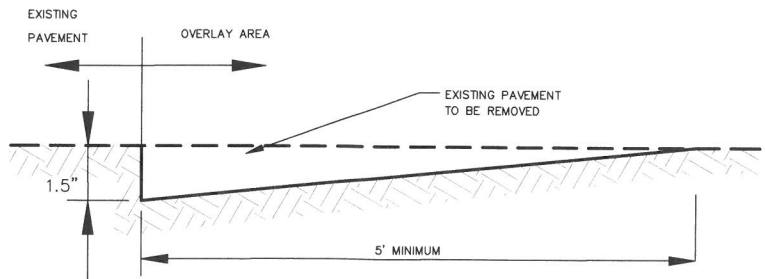 EXISTING
PAVEMENT
OVERLAY AREA
EXISTING PAVEMENT
TO BE REMOVED
1.5"
5' MINIMUM